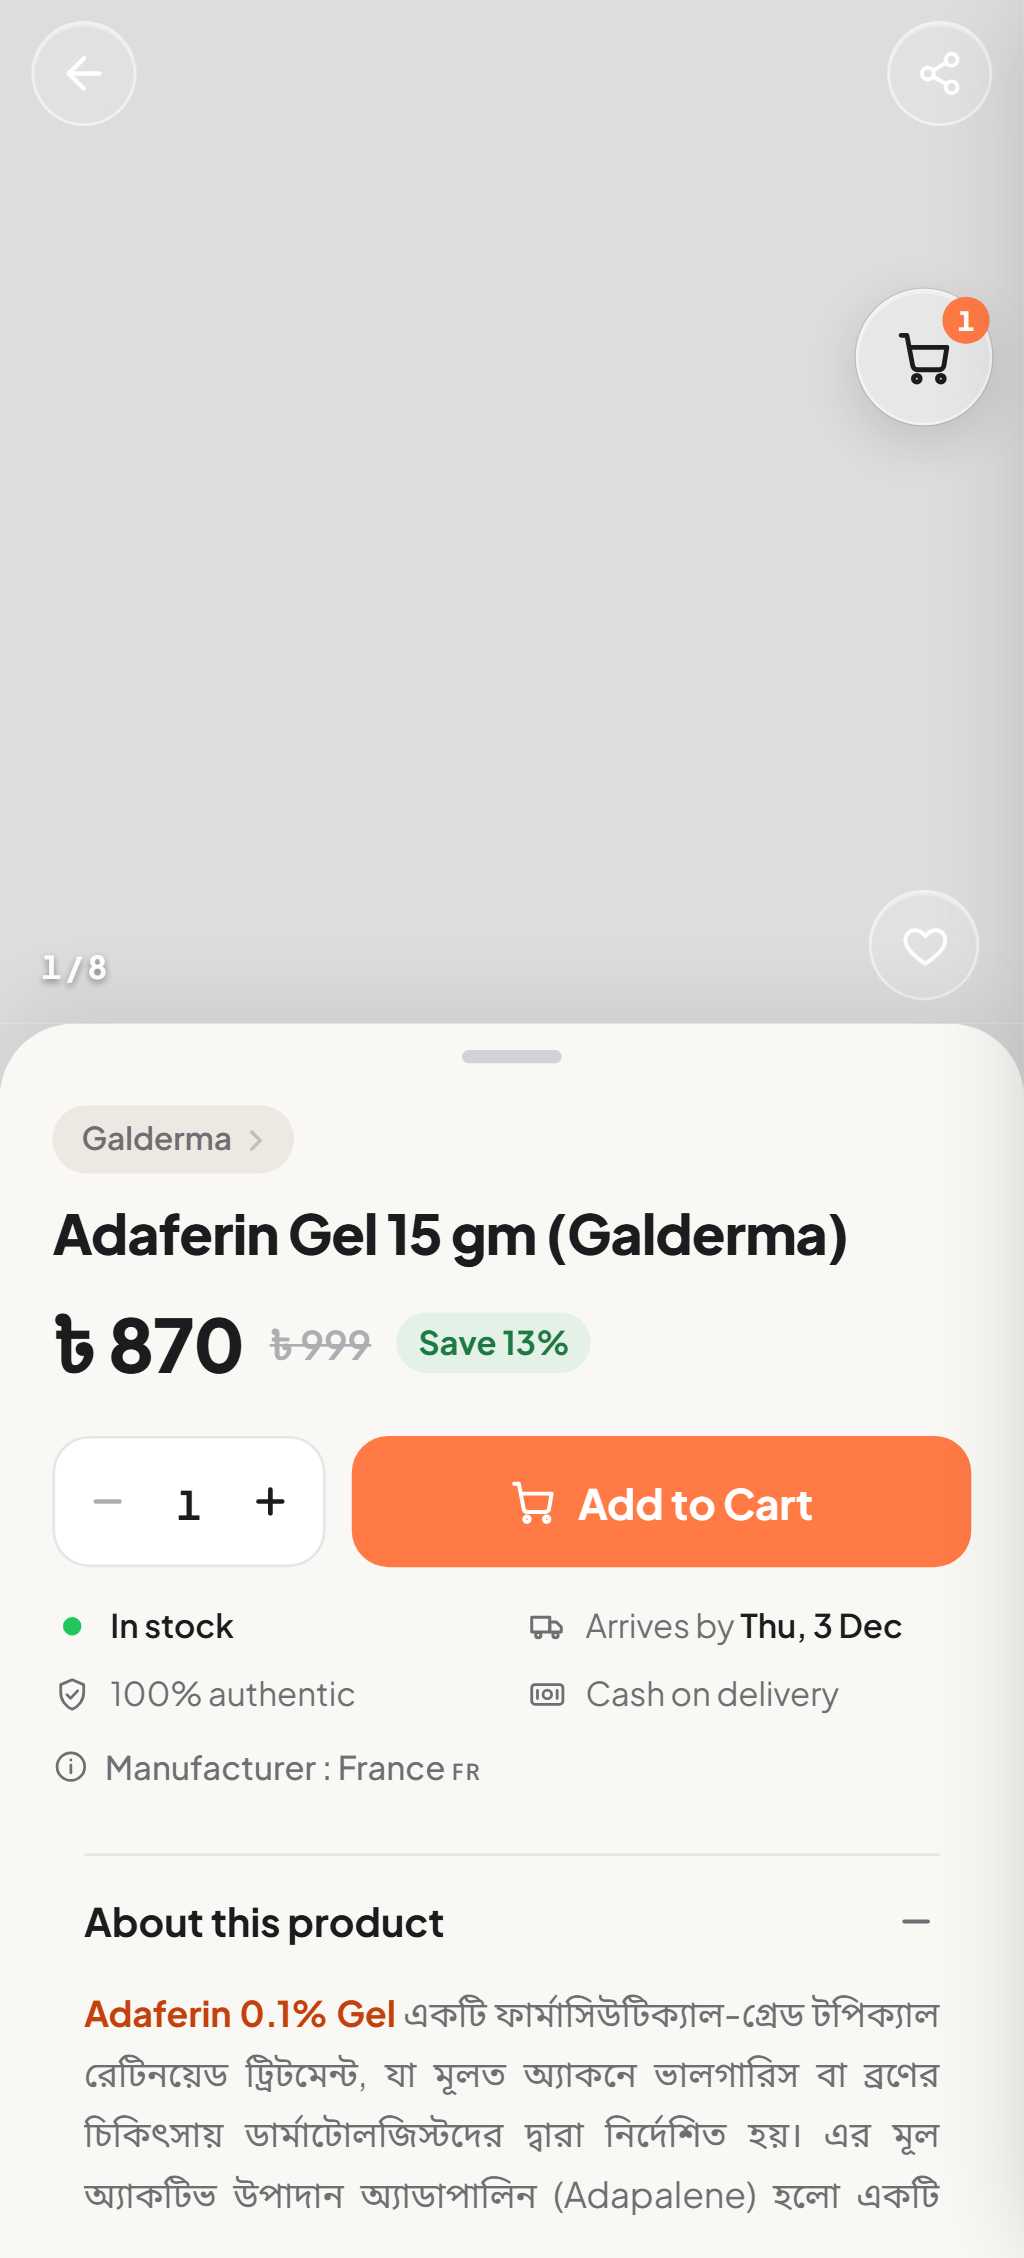 1
1/8
Galderma
Adaferin Gel 15 gm (Galderma)
৳ 870 ৳ 999 Save 13%
1 Add to Cart
In stock Arrives by Thu, 3 Dec
100% authentic Cash on delivery
Manufacturer : France FR
About this product
Adaferin 0.1% Gel একটি ফার্মাসিউটিক্যাল-গ্রেড টপিক্যাল
রেটিনয়েড ট্রিটমেন্ট, যা মূলত অ্যাকনে ভালগারিস বা ব্রণের
চিকিৎসায় ডার্মাটোলজিস্টদের দ্বারা নির্দেশিত হয়। এর মূল
অ্যাকটিভ উপাদান অ্যাডাপালিন (Adapalene) হলো একটি